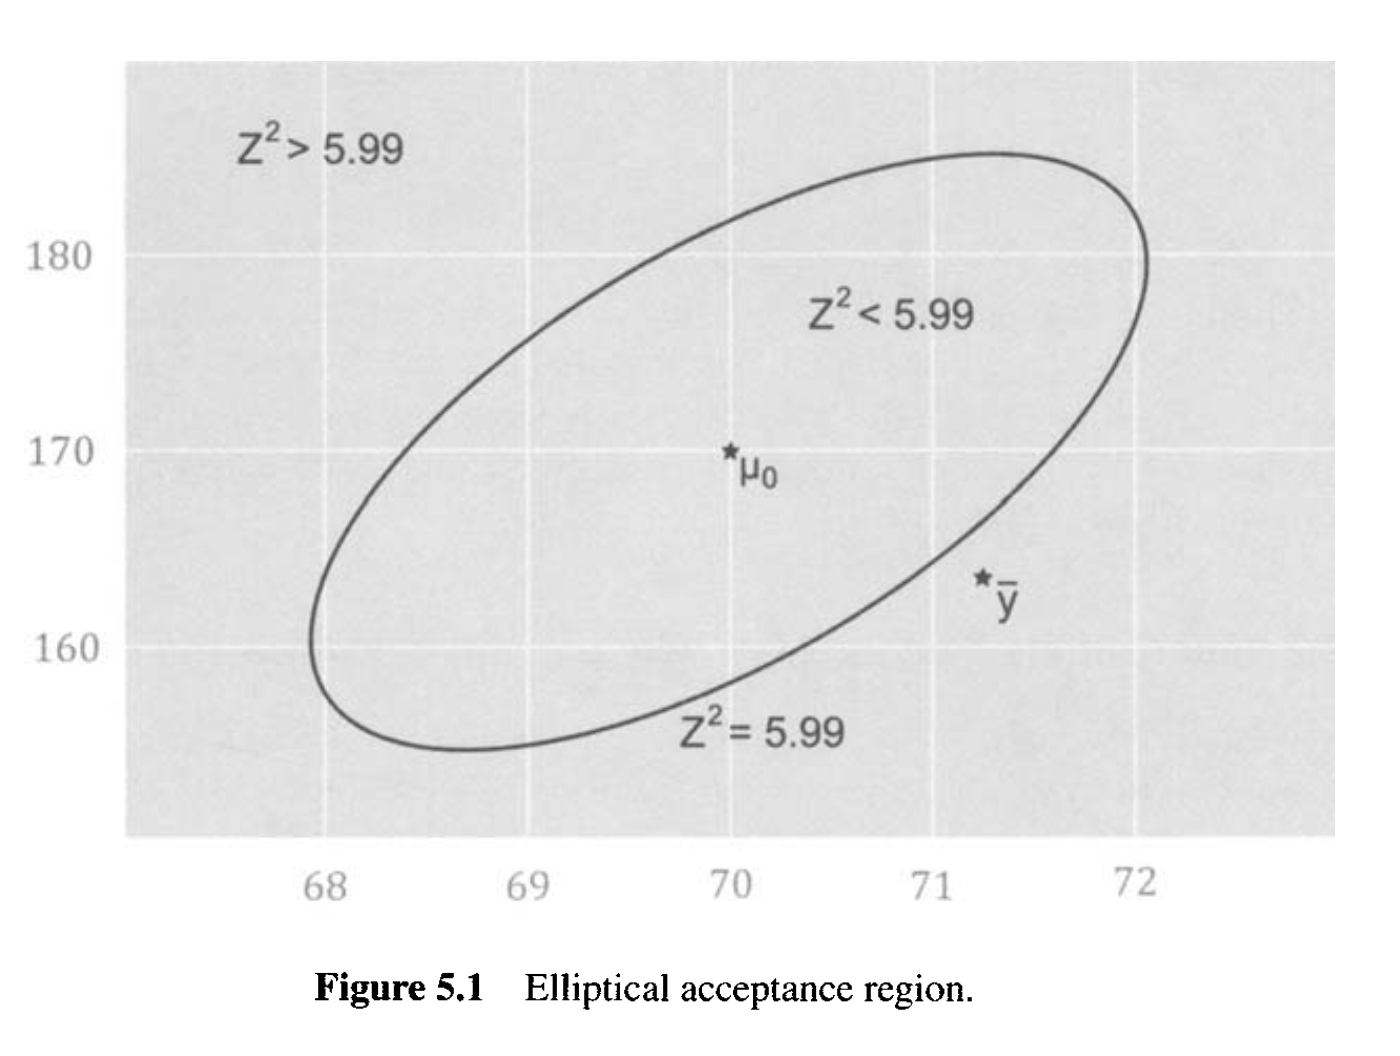 Z² > 5.99
180
Z² < 5.99
170
μ₀
ȳ
160
Z² = 5.99
68 69 70 71 72
Figure 5.1 Elliptical acceptance region.